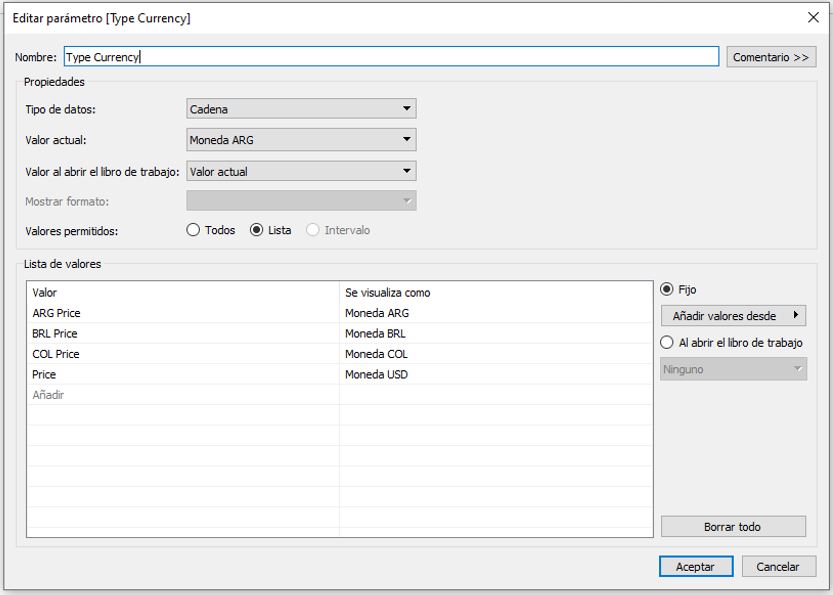 Editar parámetro [Type Currency]
Nombre: Type Currency Comentario >>
Propiedades
Tipo de datos: Cadena
Valor actual: Moneda ARG
Valor al abrir el libro de trabajo: Valor actual
Mostrar formato:
Valores permitidos: Todos Lista Intervalo
Lista de valores
Valor Se visualiza como Fijo
ARG Price Moneda ARG Añadir valores desde
BRL Price Moneda BRL Al abrir el libro de trabajo
COL Price Moneda COL
Price Moneda USD Ninguno
Añadir
Borrar todo
Aceptar Cancelar